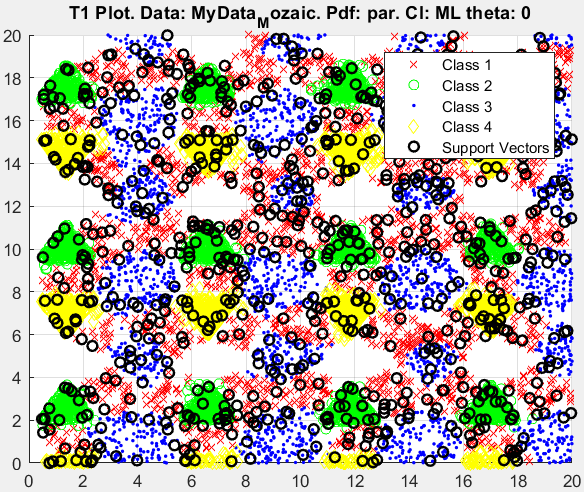 T1 Plot. Data: MyData_Mozaic. Pdf: par. Cl: ML theta: 0
20
18
16
14
12
10
8
6
4
2
0
Class 1
Class 2
Class 3
Class 4
Support Vectors
0 2 4 6 8 10 12 14 16 18 20